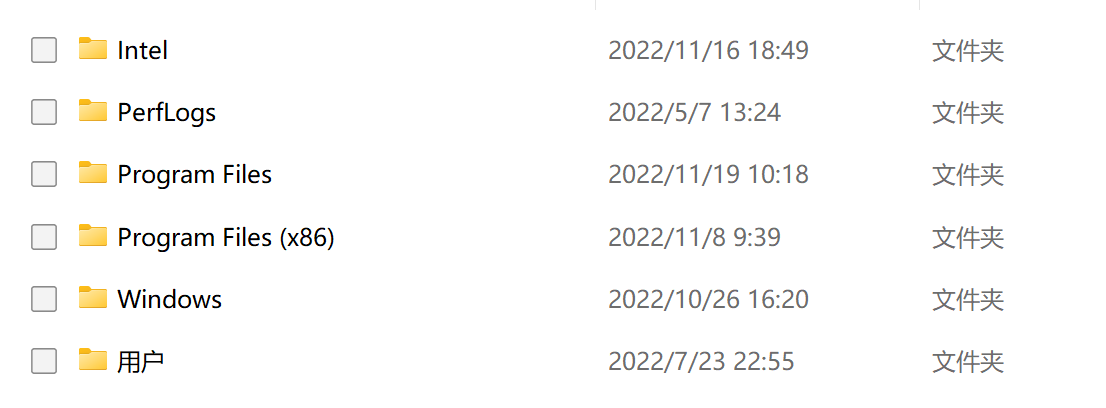 Intel 2022/11/16 18:49 文件夹
PerfLogs 2022/5/7 13:24 文件夹
Program Files 2022/11/19 10:18 文件夹
Program Files (x86) 2022/11/8 9:39 文件夹
Windows 2022/10/26 16:20 文件夹
用户 2022/7/23 22:55 文件夹